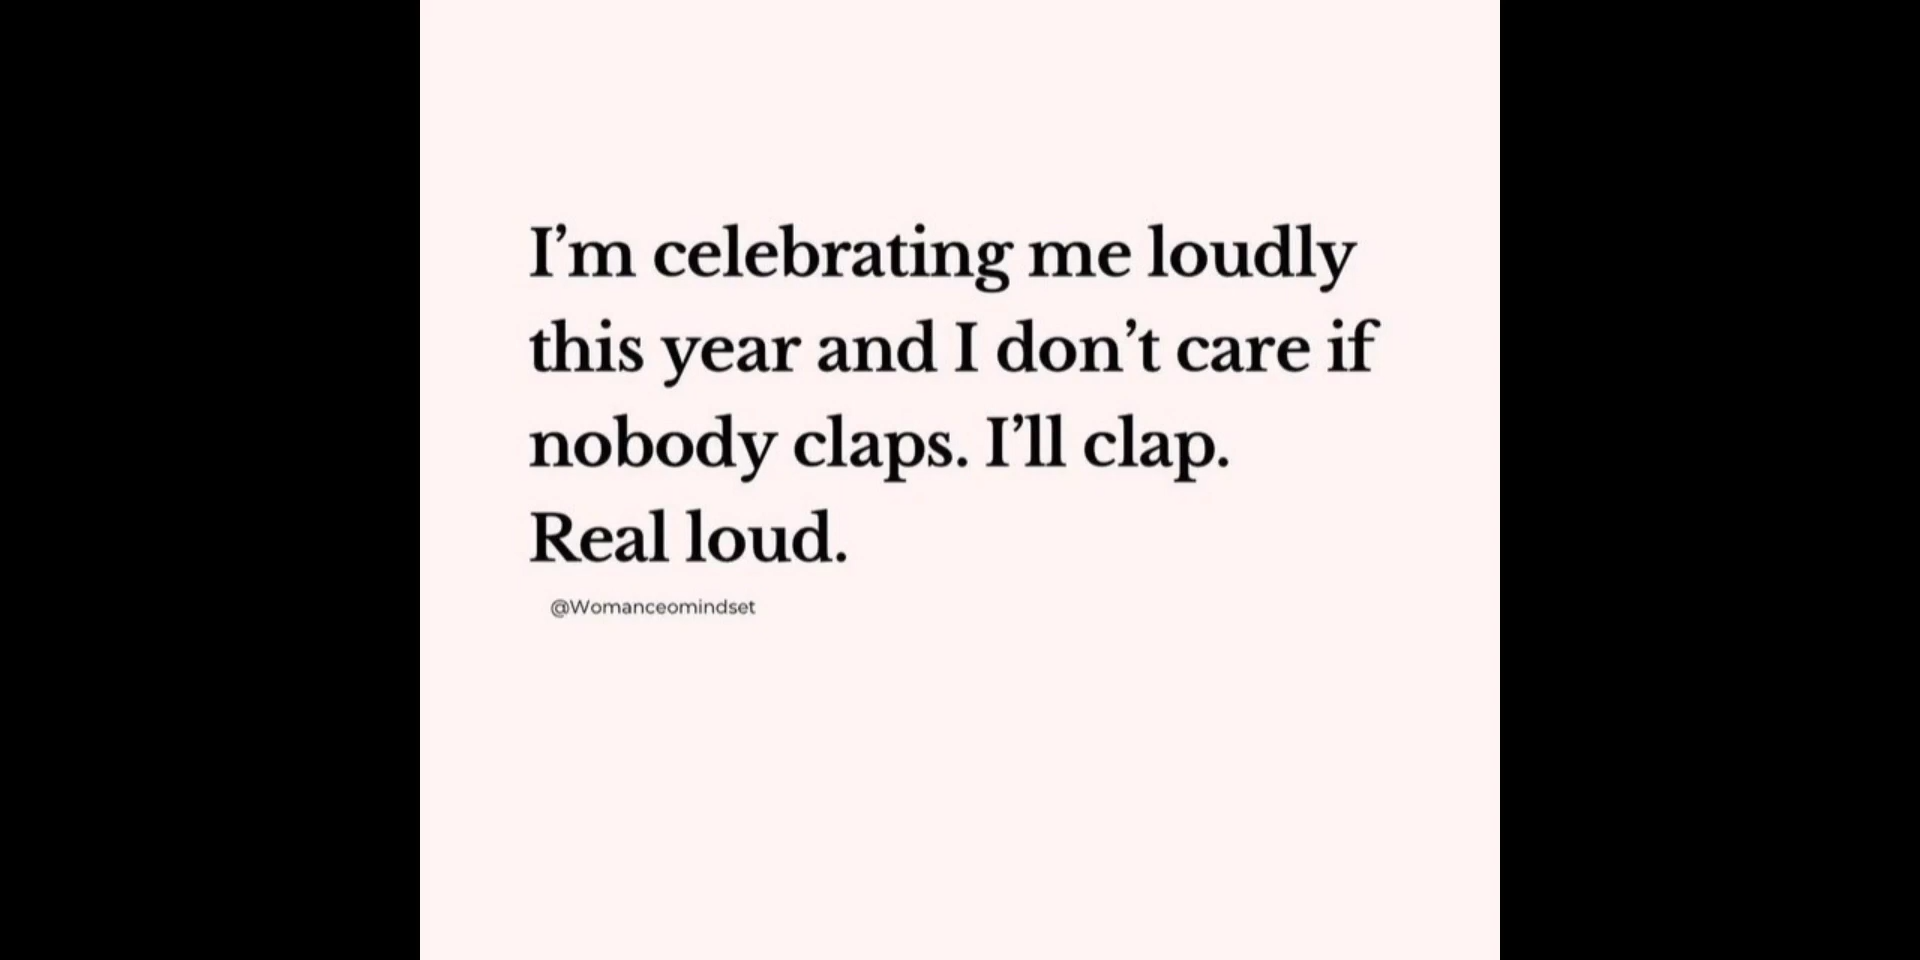 I’m celebrating me loudly
this year and I don’t care if
nobody claps. I’ll clap.
Real loud.
@Womanceomindset